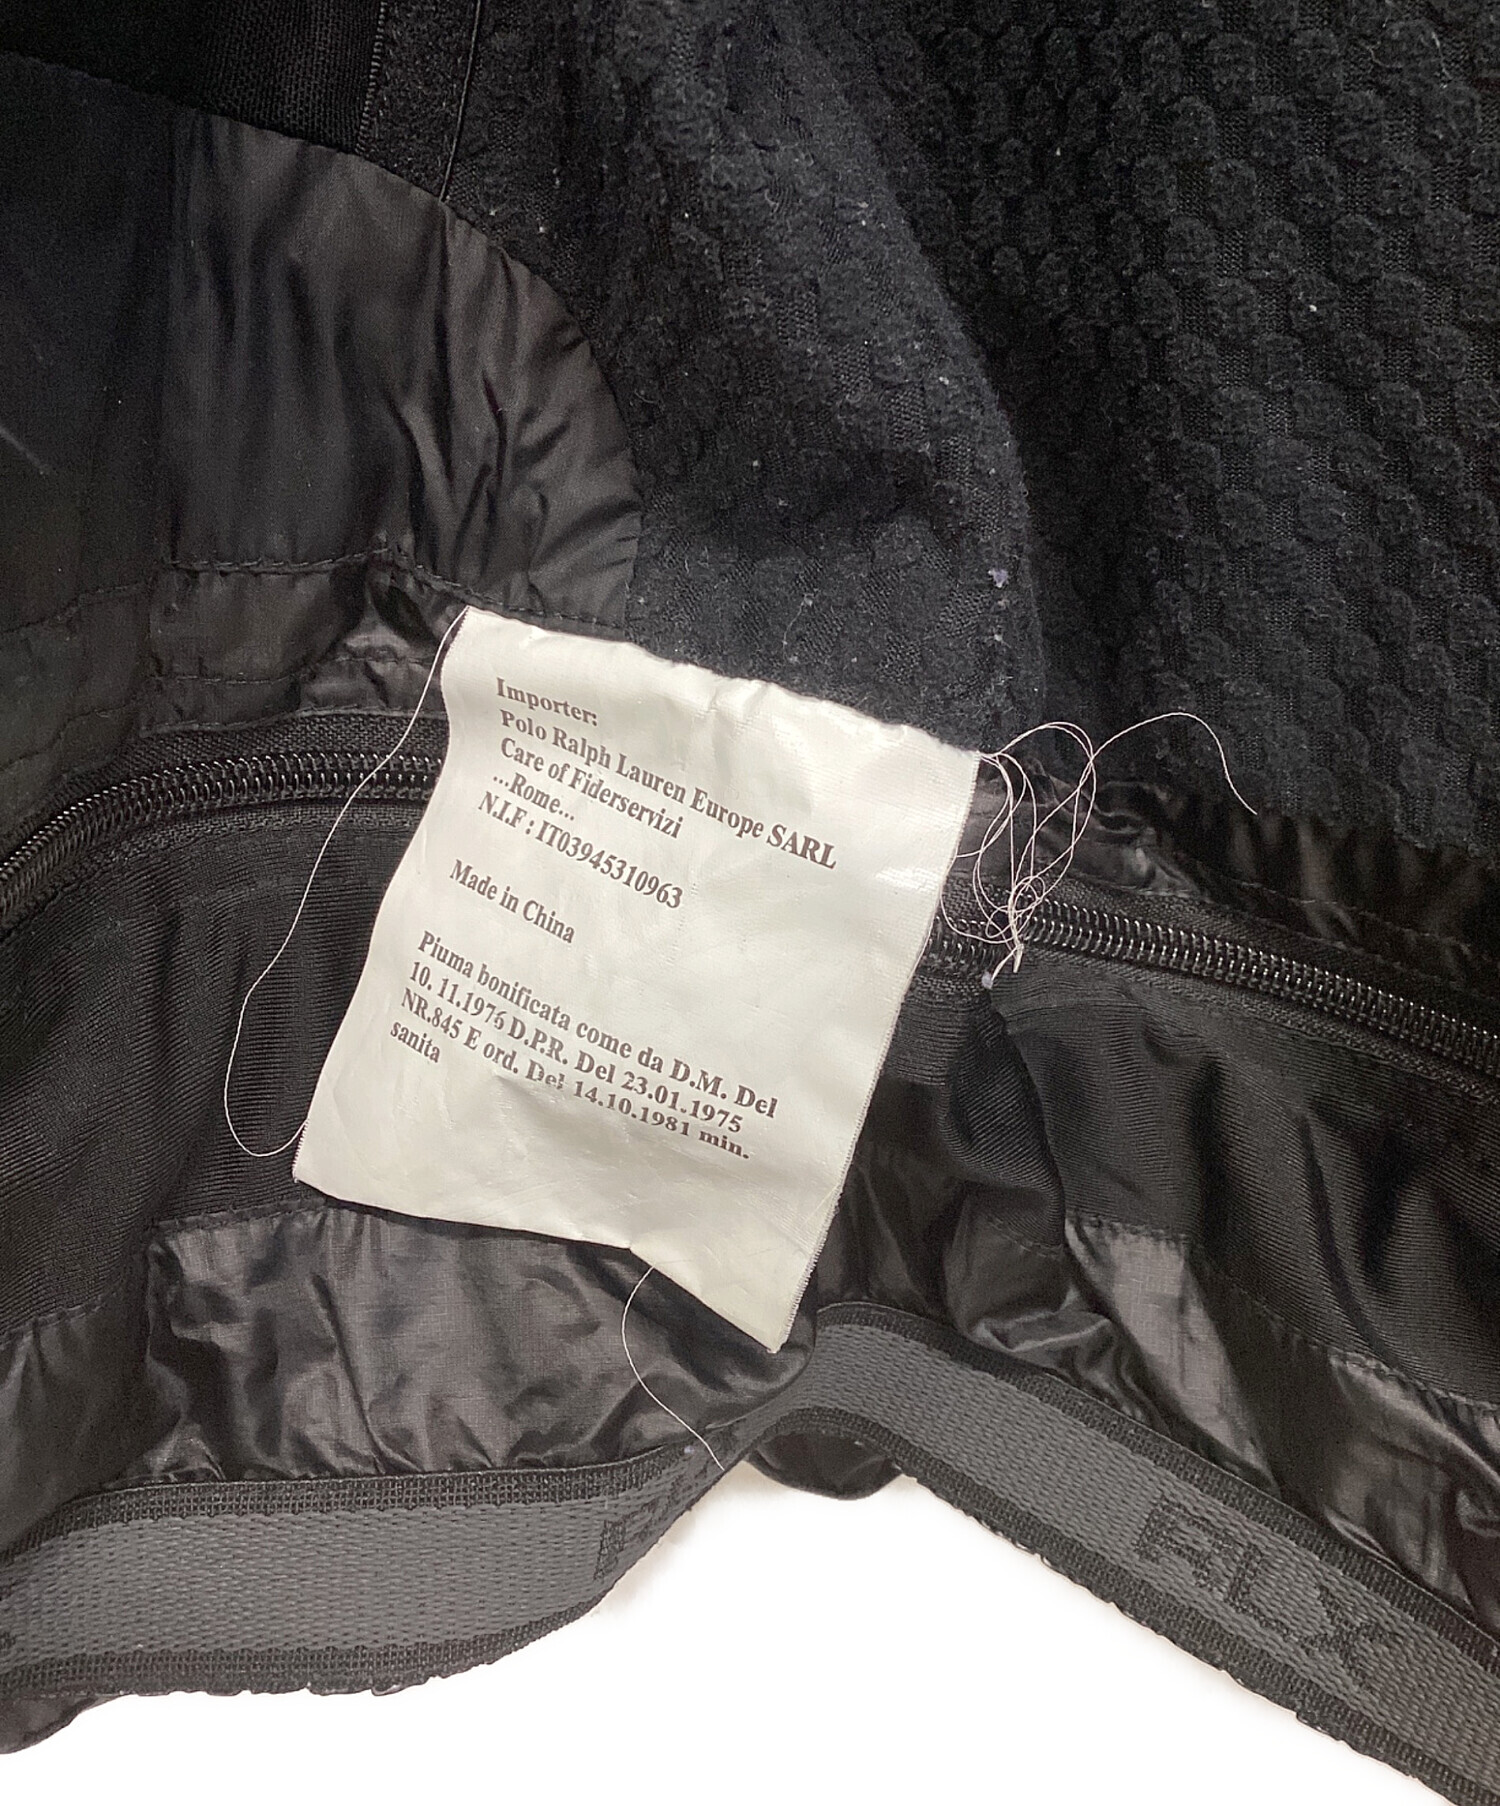 Importer:
Polo Ralph Lauren Europe SARL
Care of Fiderservizi
...Rome...
N.I.F : IT03945310963
Made in China
Piuma bonificata come da D.M. Del
10. 11.1976 D.P.R. Del 23.01.1975
NR.845 E ord. Del 14.10.1981 min.
sanita
RLX